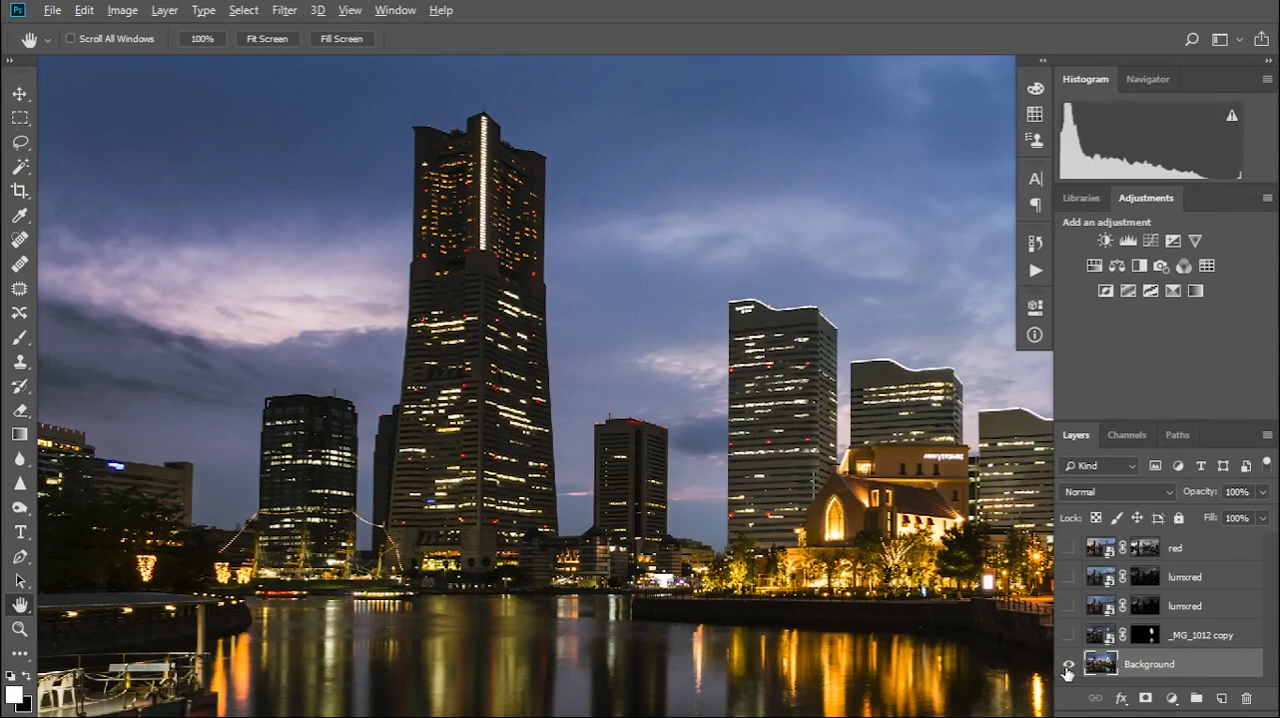 Ps File Edit Image Layer Type Select Filter 3D View Window Help
Scroll All Windows 100% Fit Screen Fill Screen
Histogram Navigator
Libraries Adjustments
Add an adjustment
Layers Channels Paths
Kind
Normal Opacity: 100%
Lock: Fill: 100%
red
lumxred
lumxred
_MG_1012 copy
Background